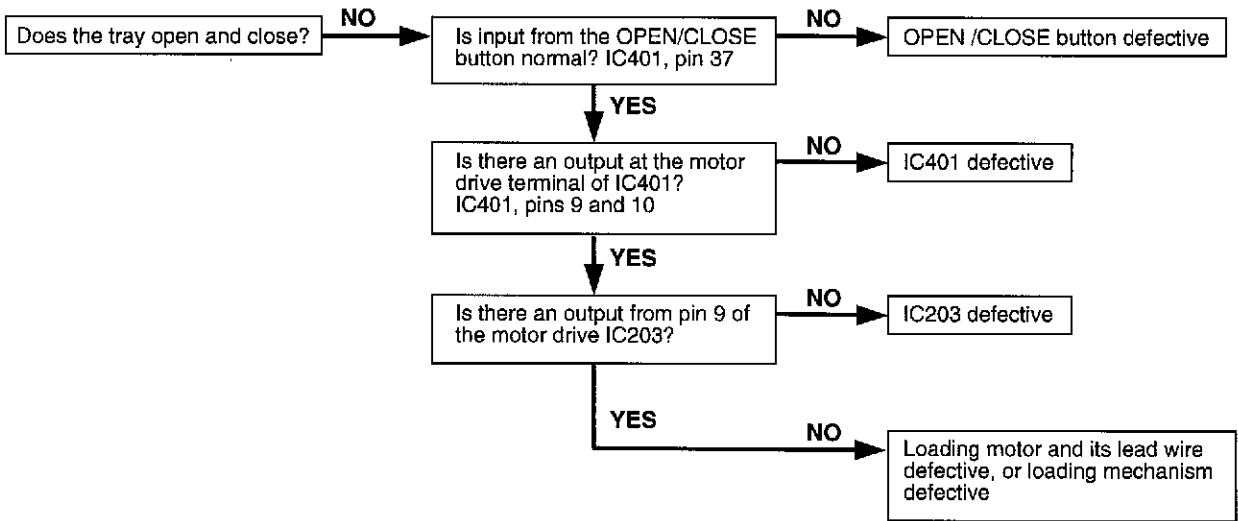 Does the tray open and close?
NO
Is input from the OPEN/CLOSE
button normal? IC401, pin 37
NO
OPEN /CLOSE button defective
YES
Is there an output at the motor
drive terminal of IC401?
IC401, pins 9 and 10
NO
IC401 defective
YES
Is there an output from pin 9 of
the motor drive IC203?
NO
IC203 defective
YES
NO
Loading motor and its lead wire
defective, or loading mechanism
defective